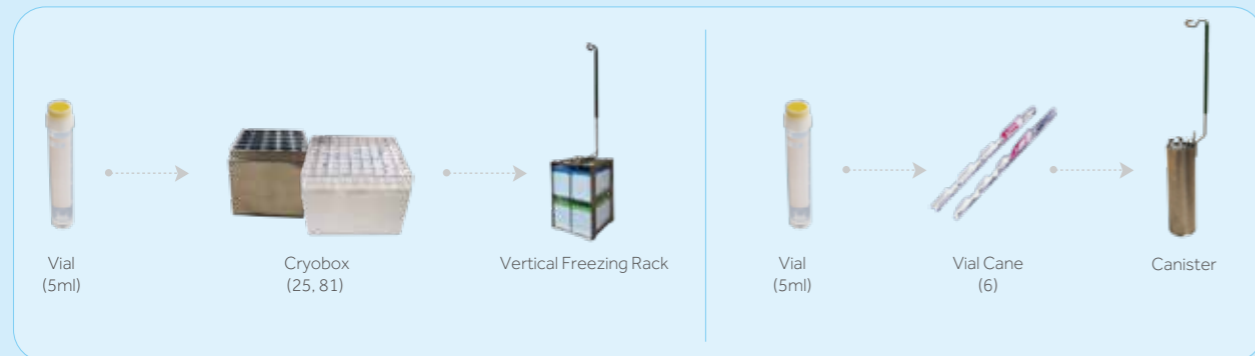 Vial
(5ml)
Cryobox
(25, 81)
Vertical Freezing Rack
Vial
(5ml)
Vial Cane
(6)
Canister